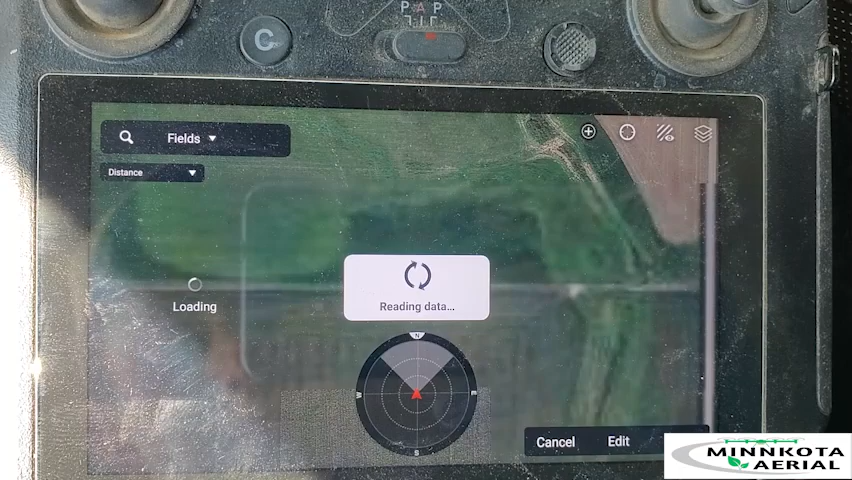 P A P
C
Fields
Distance
Loading
Reading data...
N
W
E
S
Cancel
Edit
MINNKOTA
AERIAL